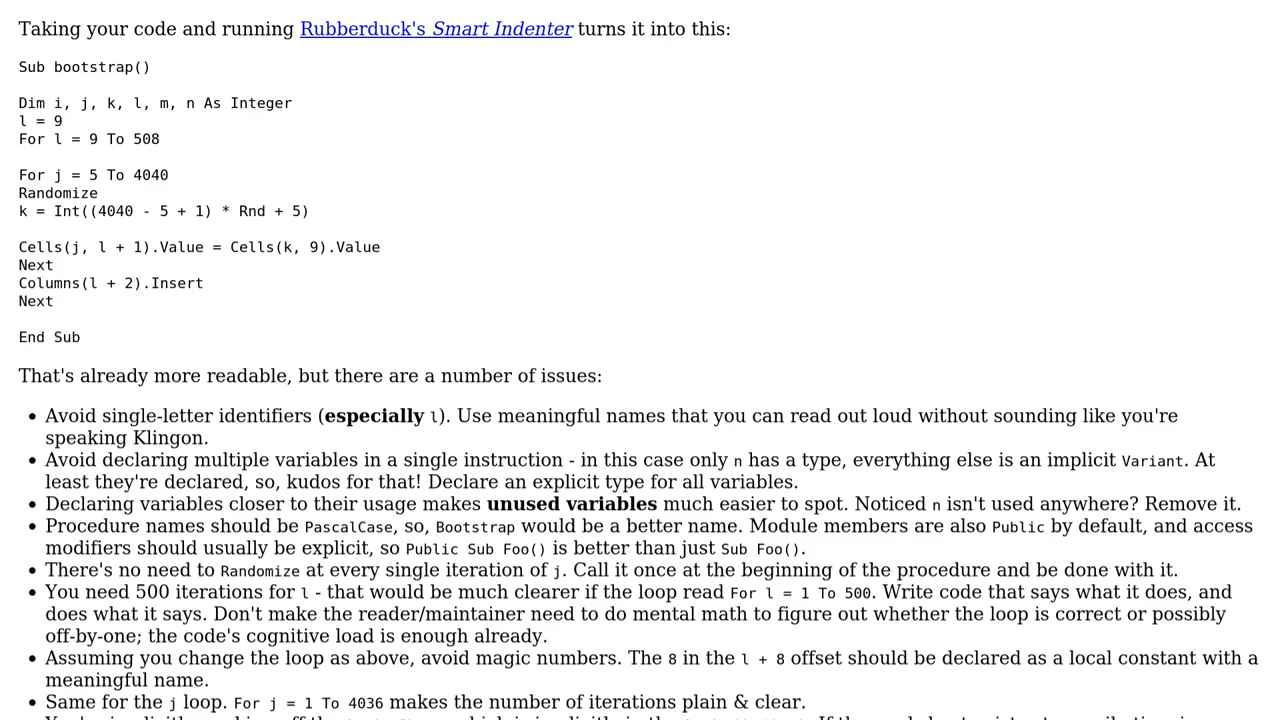 Taking your code and running Rubberduck's Smart Indenter turns it into this:
Sub bootstrap()
Dim i, j, k, l, m, n As Integer
l = 9
For l = 9 To 508
For j = 5 To 4040
Randomize
k = Int((4040 - 5 + 1) * Rnd + 5)
Cells(j, l + 1).Value = Cells(k, 9).Value
Next
Columns(l + 2).Insert
Next
End Sub
That's already more readable, but there are a number of issues:
• Avoid single-letter identifiers (especially l). Use meaningful names that you can read out loud without sounding like you're
speaking Klingon.
• Avoid declaring multiple variables in a single instruction - in this case only n has a type, everything else is an implicit Variant. At
least they're declared, so, kudos for that! Declare an explicit type for all variables.
• Declaring variables closer to their usage makes unused variables much easier to spot. Noticed n isn't used anywhere? Remove it.
• Procedure names should be PascalCase, so, Bootstrap would be a better name. Module members are also Public by default, and access
modifiers should usually be explicit, so Public Sub Foo() is better than just Sub Foo().
• There's no need to Randomize at every single iteration of j. Call it once at the beginning of the procedure and be done with it.
• You need 500 iterations for l - that would be much clearer if the loop read For l = 1 To 500. Write code that says what it does, and
does what it says. Don't make the reader/maintainer need to do mental math to figure out whether the loop is correct or possibly
off-by-one; the code's cognitive load is enough already.
• Assuming you change the loop as above, avoid magic numbers. The 8 in the l + 8 offset should be declared as a local constant with a
meaningful name.
• Same for the j loop. For j = 1 To 4036 makes the number of iterations plain & clear.